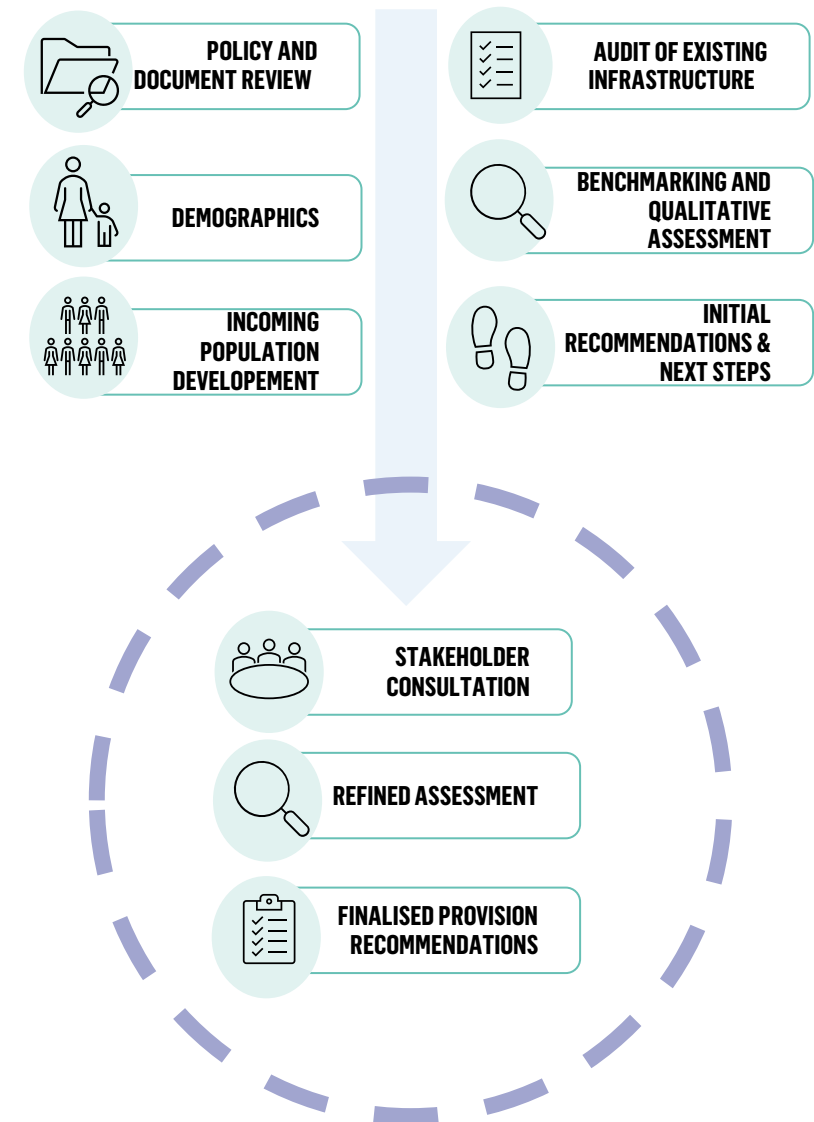 POLICY AND
DOCUMENT REVIEW
DEMOGRAPHICS
INCOMING
POPULATION
DEVELOPEMENT
AUDIT OF EXISTING
INFRASTRUCTURE
BENCHMARKING AND
QUALITATIVE
ASSESSMENT
INITIAL
RECOMMENDATIONS &
NEXT STEPS
STAKEHOLDER
CONSULTATION
REFINED ASSESSMENT
FINALISED PROVISION
RECOMMENDATIONS